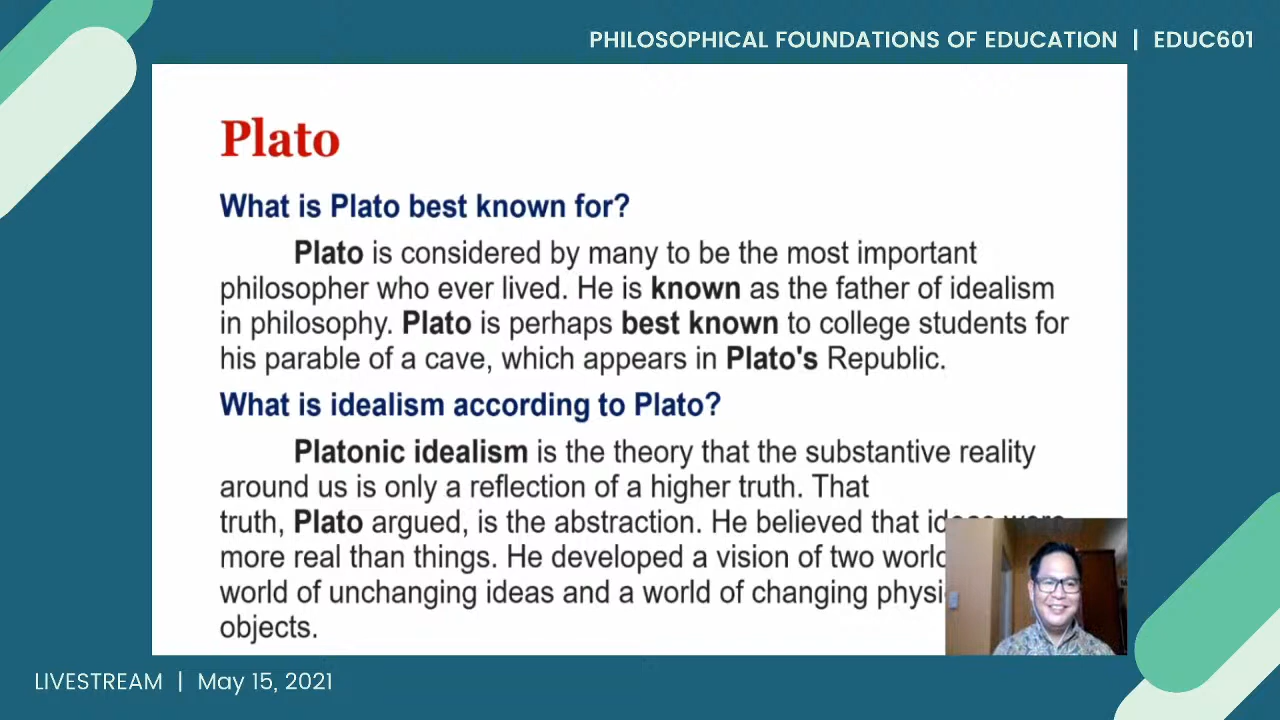 PHILOSOPHICAL FOUNDATIONS OF EDUCATION | EDUC601
Plato
What is Plato best known for?
Plato is considered by many to be the most important
philosopher who ever lived. He is known as the father of idealism
in philosophy. Plato is perhaps best known to college students for
his parable of a cave, which appears in Plato's Republic.
What is idealism according to Plato?
Platonic idealism is the theory that the substantive reality
around us is only a reflection of a higher truth. That
truth, Plato argued, is the abstraction. He believed that ideas were
more real than things. He developed a vision of two
world of unchanging ideas and a world of changing
objects.
LIVESTREAM | May 15, 2021